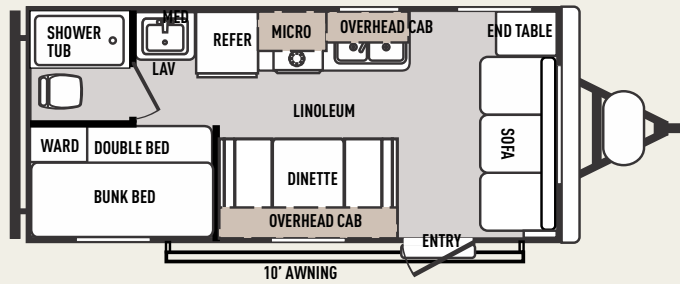 MED
SHOWER
TUB
LAV
REFER
MICRO
OVERHEAD CAB
END TABLE
LINOLEUM
WARD
DOUBLE BED
BUNK BED
DINETTE
OVERHEAD CAB
SOFA
ENTRY
10' AWNING